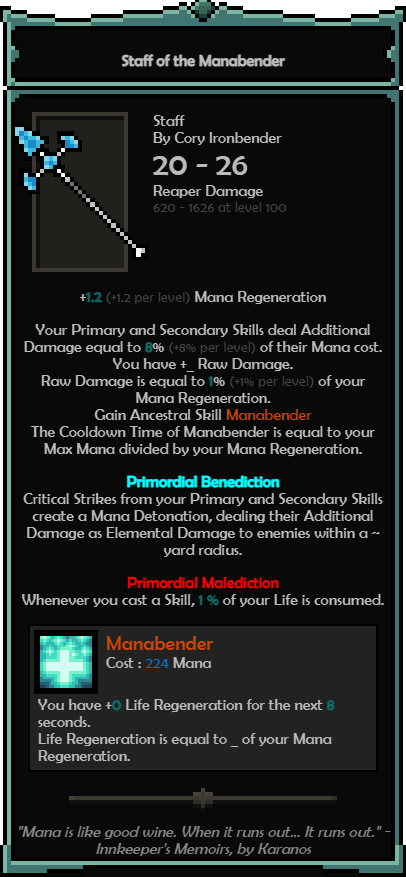 Staff of the Manabender
Staff
By Cory Ironbender
20 - 26
Reaper Damage
620 - 1626 at level 100
+1.2 (+1.2 per level) Mana Regeneration
Your Primary and Secondary Skills deal Additional
Damage equal to 8% (+8% per level) of their Mana cost.
You have +_ Raw Damage.
Raw Damage is equal to 1% (+1% per level) of your
Mana Regeneration.
Gain Ancestral Skill Manabender
The Cooldown Time of Manabender is equal to your
Max Mana divided by your Mana Regeneration.
Primordial Benediction
Critical Strikes from your Primary and Secondary Skills
create a Mana Detonation, dealing their Additional
Damage as Elemental Damage to enemies within a ~
yard radius.
Primordial Malediction
Whenever you cast a Skill, 1 % of your Life is consumed.
Manabender
Cost : 224 Mana
You have +0 Life Regeneration for the next 8
seconds.
Life Regeneration is equal to _ of your Mana
Regeneration.
"Mana is like good wine. When it runs out... It runs out." -
Innkeeper's Memoirs, by Karanos